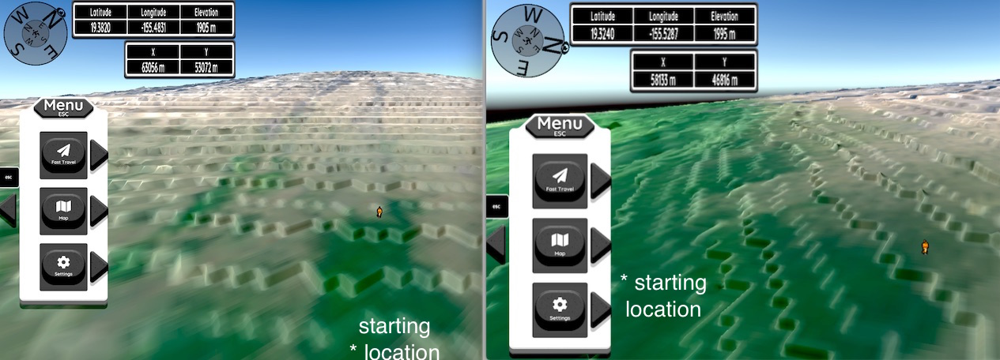 W N
S E
N
W E
S
Latitude Longitude Elevation
19.3820 -155.4831 1905 m
X Y
63056 m 53072 m
Menu
ESC
Fast Travel
esc
Map
Settings
starting
* location
W
S N
E
W N
S E
Latitude Longitude Elevation
19.3240 -155.5287 1995 m
X Y
58133 m 46816 m
Menu
ESC
Fast Travel
esc
Map
Settings
* starting
location